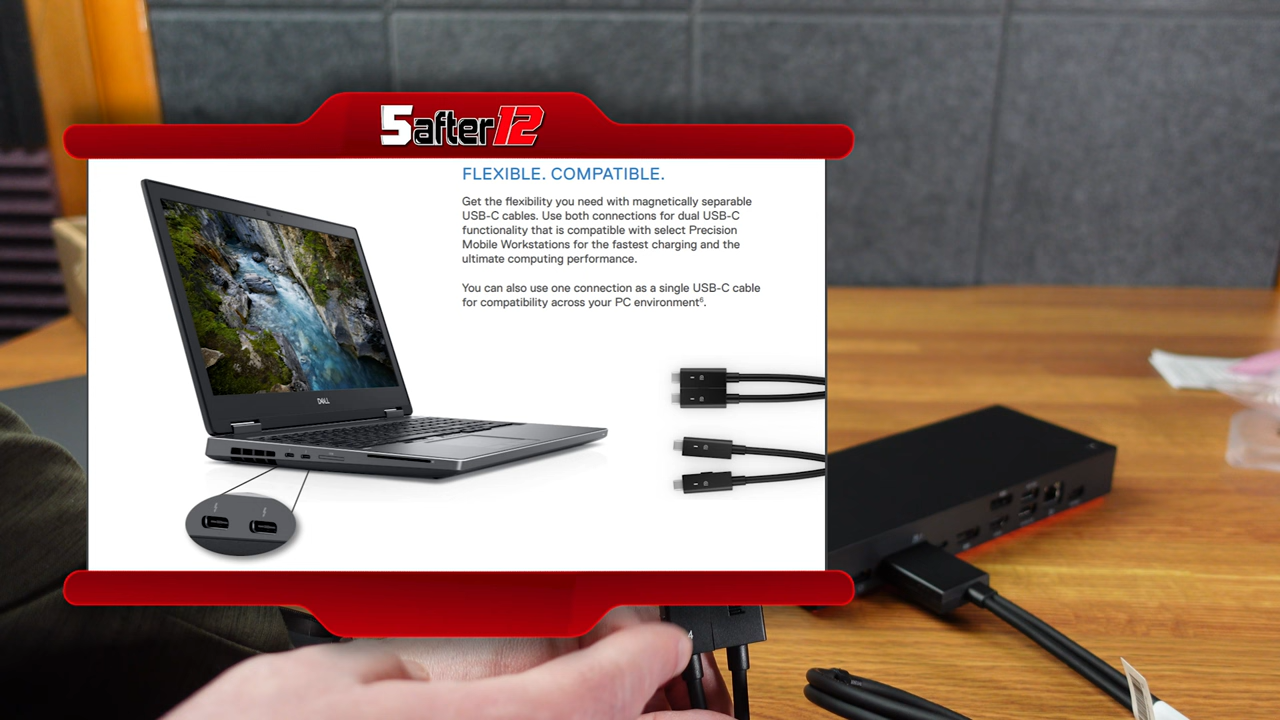 5after12
FLEXIBLE. COMPATIBLE.
Get the flexibility you need with magnetically separable
USB-C cables. Use both connections for dual USB-C
functionality that is compatible with select Precision
Mobile Workstations for the fastest charging and the
ultimate computing performance.
You can also use one connection as a single USB-C cable
for compatibility across your PC environment⁶.
DELL
4